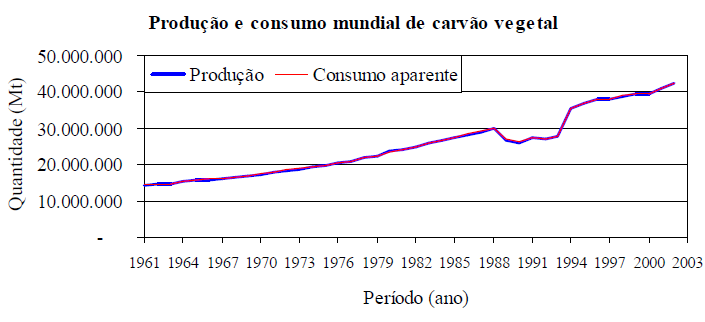 Produção e consumo mundial de carvão vegetal
50.000.000
40.000.000
30.000.000
20.000.000
10.000.000
-
Quantidade (Mt)
Produção Consumo aparente
1961 1964 1967 1970 1973 1976 1979 1982 1985 1988 1991 1994 1997 2000 2003
Período (ano)